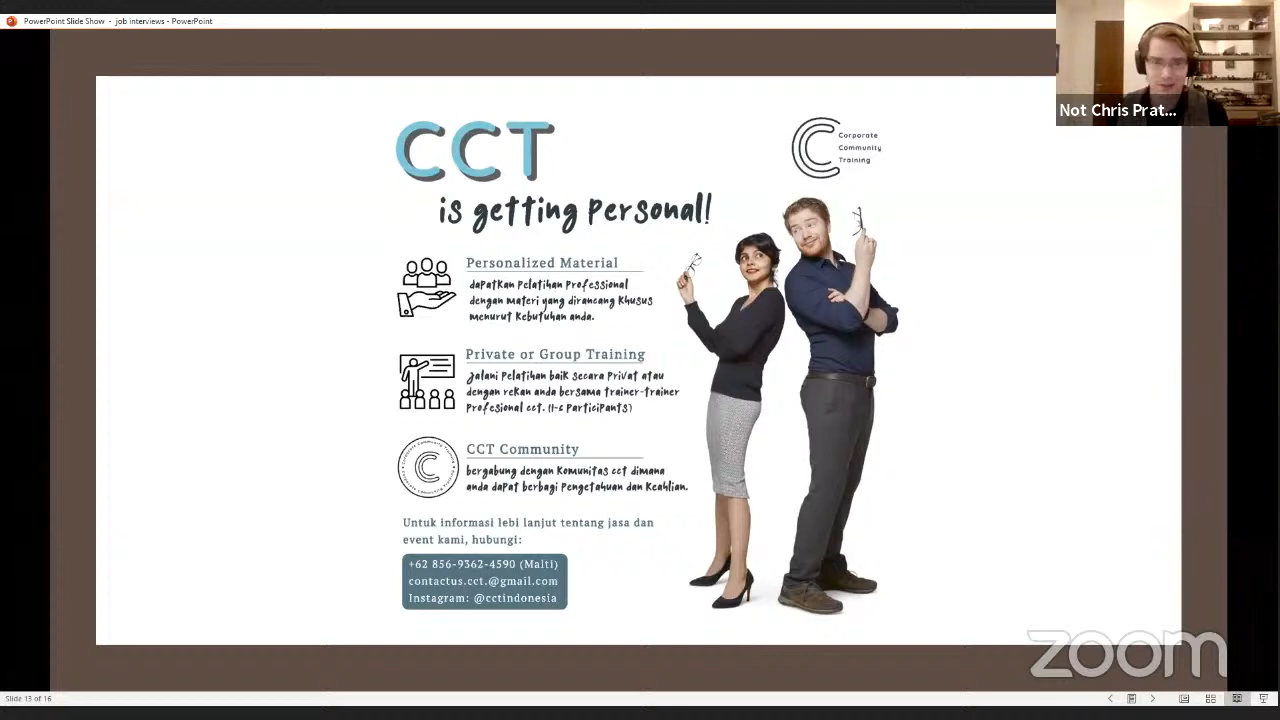 PowerPoint Slide Show - job interviews - PowerPoint
Not Chris Prat...
CCT
is getting personal!
Corporate
Community
Training
Personalized Material
dapatkan pelatihan professional
dengan materi yang dirancang khusus
menurut kebutuhan anda.
Private or Group Training
Jalani pelatihan baik secara privat atau
dengan rekan anda bersama trainer-trainer
profesional cct. (1-6 participants)
CCT Community
bergabung dengan komunitas cct dimana
anda dapat berbagi pengetahuan dan keahlian.
Untuk informasi lebi lanjut tentang jasa dan
event kami, hubungi:
+62 856-9362-4590 (Malti)
contactus.cct.@gmail.com
Instagram: @cctindonesia
zoom
Slide 13 of 16